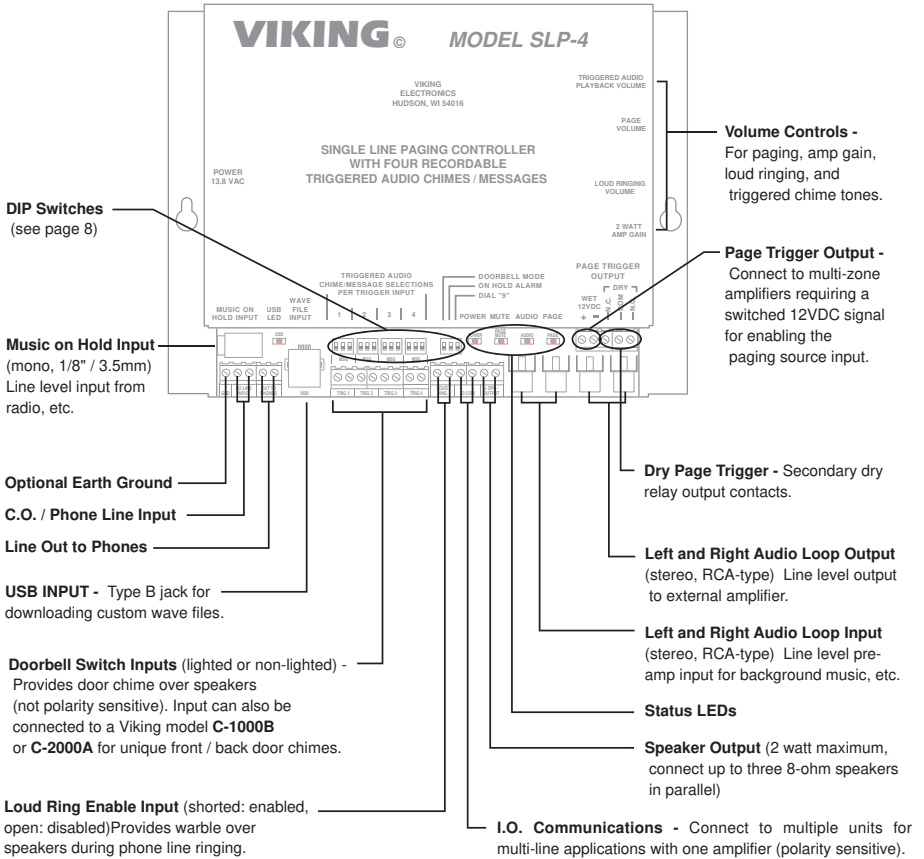 VIKING©
MODEL SLP-4
VIKING
ELECTRONICS
HUDSON, WI 54016
SINGLE LINE PAGING CONTROLLER
WITH FOUR RECORDABLE
TRIGGERED AUDIO CHIMES / MESSAGES
POWER
13.8 VAC
TRIGGERED AUDIO
PLAYBACK VOLUME
PAGE
VOLUME
LOUD RINGING
VOLUME
2 WATT
AMP GAIN
PAGE TRIGGER
OUTPUT
DRY
WET
12VDC
+ -
N.C.
COM
N.O.
TRIGGERED AUDIO
CHIME/MESSAGE SELECTIONS
PER TRIGGER INPUT
1 2 3 4
DOORBELL MODE
ON HOLD ALARM
DIAL "9"
POWER MUTE AUDIO PAGE
MUSIC ON
HOLD INPUT
USB
LED
WAVE
FILE
INPUT
USB
USB
TRIG 1 TRIG 2 TRIG 3 TRIG 4
DIP Switches
(see page 8)
Music on Hold Input
(mono, 1/8" / 3.5mm)
Line level input from
radio, etc.
Optional Earth Ground
C.O. / Phone Line Input
Line Out to Phones
USB INPUT - Type B jack for
downloading custom wave files.
Doorbell Switch Inputs (lighted or non-lighted) -
Provides door chime over speakers
(not polarity sensitive). Input can also be
connected to a Viking model C-1000B
or C-2000A for unique front / back door chimes.
Loud Ring Enable Input (shorted: enabled,
open: disabled)Provides warble over
speakers during phone line ringing.
Volume Controls -
For paging, amp gain,
loud ringing, and
triggered chime tones.
Page Trigger Output -
Connect to multi-zone
amplifiers requiring a
switched 12VDC signal
for enabling the
paging source input.
Dry Page Trigger - Secondary dry
relay output contacts.
Left and Right Audio Loop Output
(stereo, RCA-type) Line level output
to external amplifier.
Left and Right Audio Loop Input
(stereo, RCA-type) Line level pre-
amp input for background music, etc.
Status LEDs
Speaker Output (2 watt maximum,
connect up to three 8-ohm speakers
in parallel)
I.O. Communications - Connect to multiple units for
multi-line applications with one amplifier (polarity sensitive).